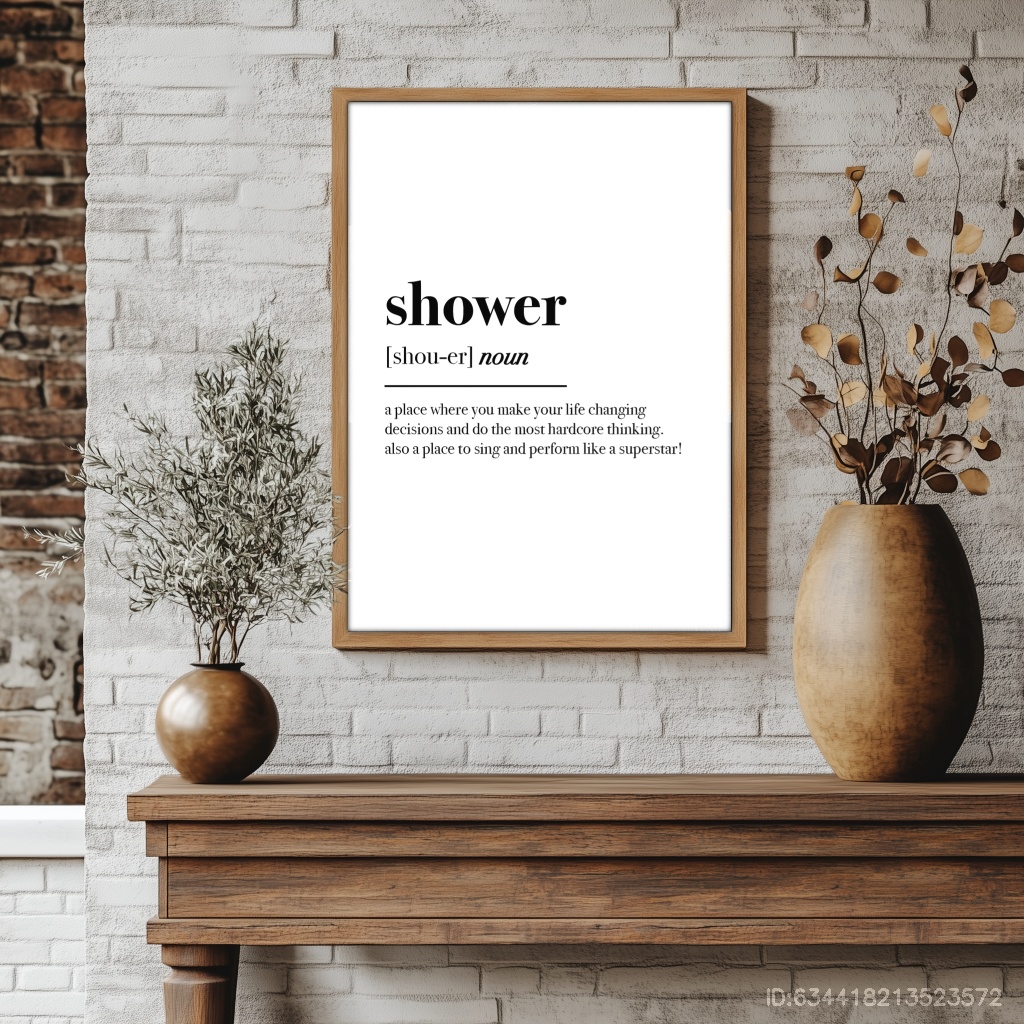 shower
[shou-er] noun
a place where you make your life changing
decisions and do the most hardcore thinking.
also a place to sing and perform like a superstar!
ID:634418213523572